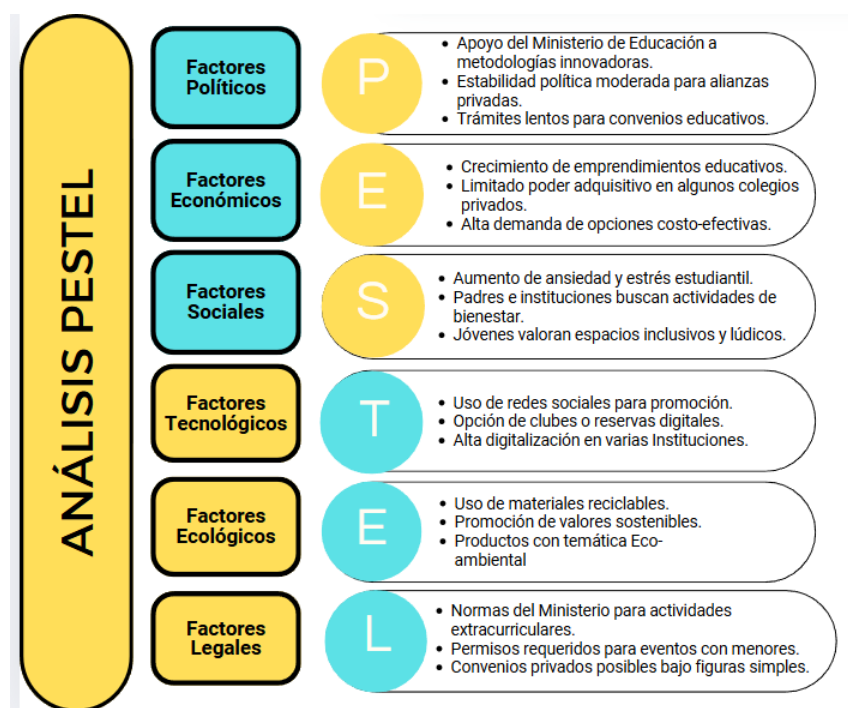 ANÁLISIS PESTEL
Factores
Políticos
P
• Apoyo del Ministerio de Educación a
metodologías innovadoras.
• Estabilidad política moderada para alianzas
privadas.
• Trámites lentos para convenios educativos.
Factores
Económicos
E
• Crecimiento de emprendimientos educativos.
• Limitado poder adquisitivo en algunos colegios
privados.
• Alta demanda de opciones costo-efectivas.
Factores
Sociales
S
• Aumento de ansiedad y estrés estudiantil.
• Padres e instituciones buscan actividades de
bienestar.
• Jóvenes valoran espacios inclusivos y lúdicos.
Factores
Tecnológicos
T
• Uso de redes sociales para promoción.
• Opción de clubes o reservas digitales.
• Alta digitalización en varias Instituciones.
Factores
Ecológicos
E
• Uso de materiales reciclables.
• Promoción de valores sostenibles.
• Productos con temática Eco-
ambiental
Factores
Legales
L
• Normas del Ministerio para actividades
extracurriculares.
• Permisos requeridos para eventos con menores.
• Convenios privados posibles bajo figuras simples.